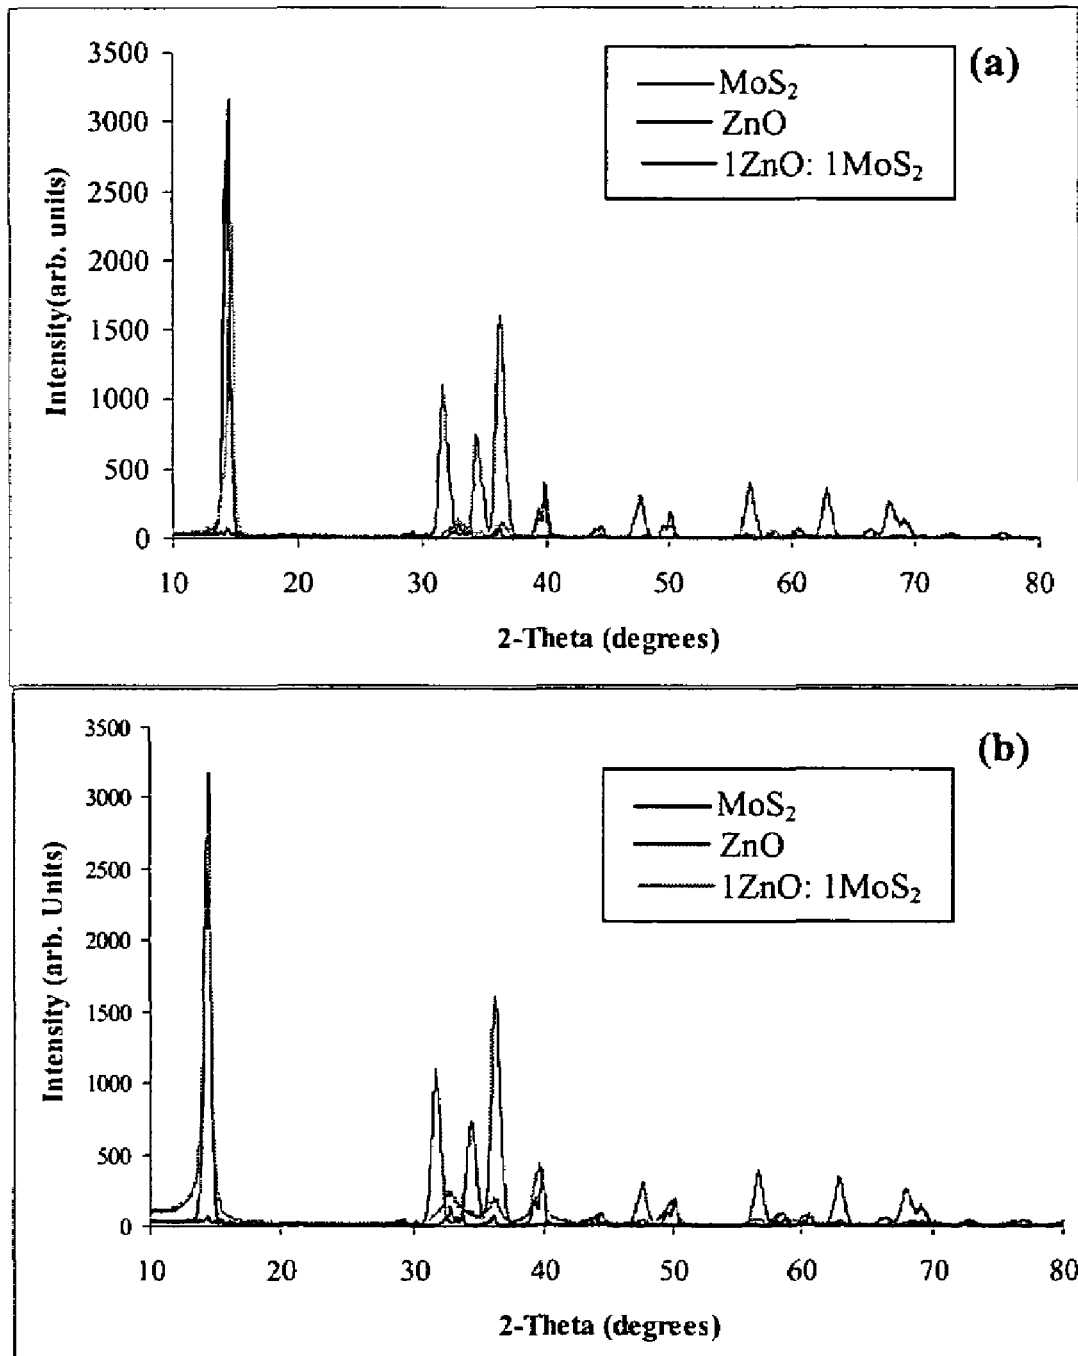 (a)
MoS₂
ZnO
1ZnO: 1MoS₂
Intensity(arb. units)
3500
3000
2500
2000
1500
1000
500
0
10 20 30 40 50 60 70 80
2-Theta (degrees)
(b)
MoS₂
ZnO
1ZnO: 1MoS₂
Intensity (arb. Units)
3500
3000
2500
2000
1500
1000
500
0
10 20 30 40 50 60 70 80
2-Theta (degrees)